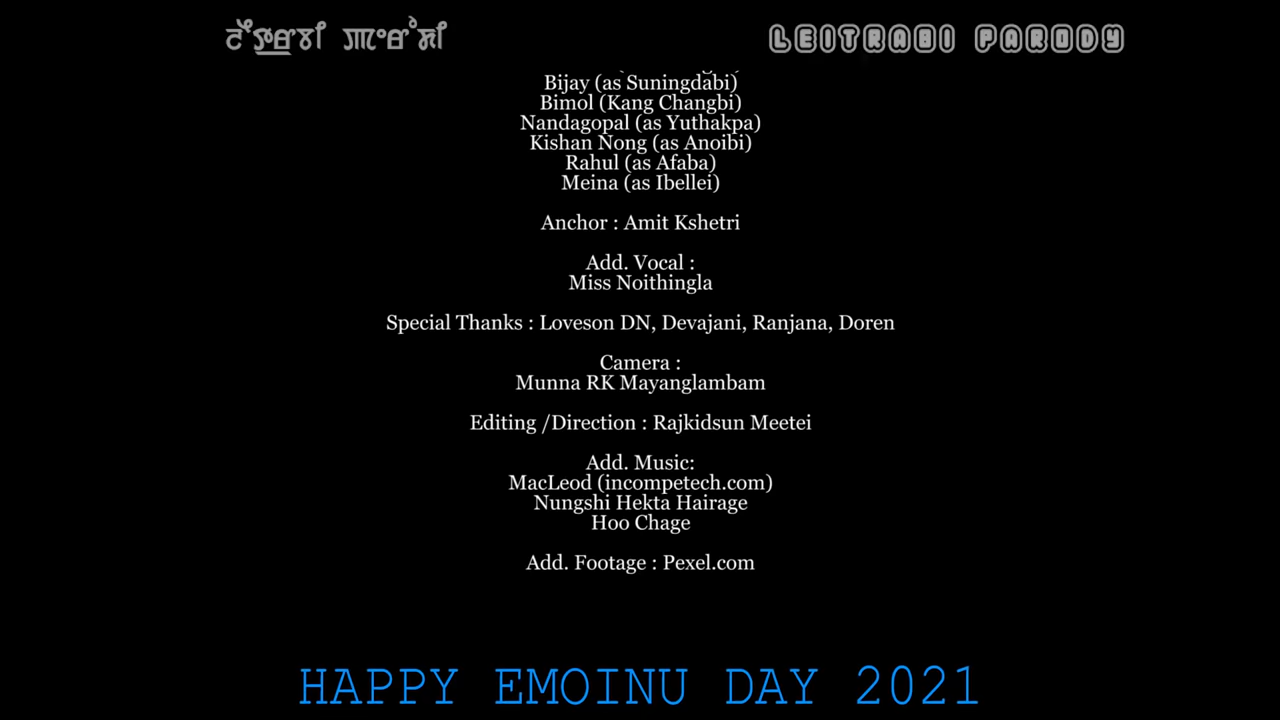 LEITRABI PARODY
Bijay (as Suningdabi)
Bimol (Kang Changbi)
Nandagopal (as Yuthakpa)
Kishan Nong (as Anoibi)
Rahul (as Afaba)
Meina (as Ibellei)
Anchor : Amit Kshetri
Add. Vocal :
Miss Noithingla
Special Thanks : Loveson DN, Devajani, Ranjana, Doren
Camera :
Munna RK Mayanglambam
Editing /Direction : Rajkidsun Meetei
Add. Music:
MacLeod (incompetech.com)
Nungshi Hekta Hairage
Hoo Chage
Add. Footage : Pexel.com
HAPPY EMOINU DAY 2021